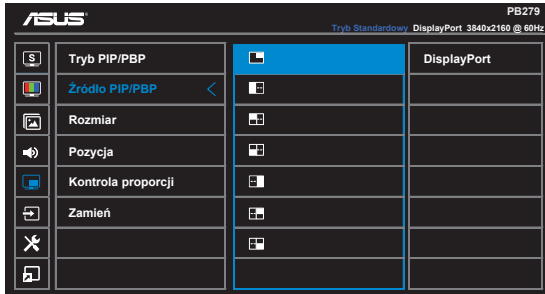 ASUS
PB279
Tryb Standardowy DisplayPort 3840x2160 @ 60Hz
S Tryb PIP/PBP DisplayPort
Źródło PIP/PBP
Rozmiar
Pozycja
Kontrola proporcji
Zamień